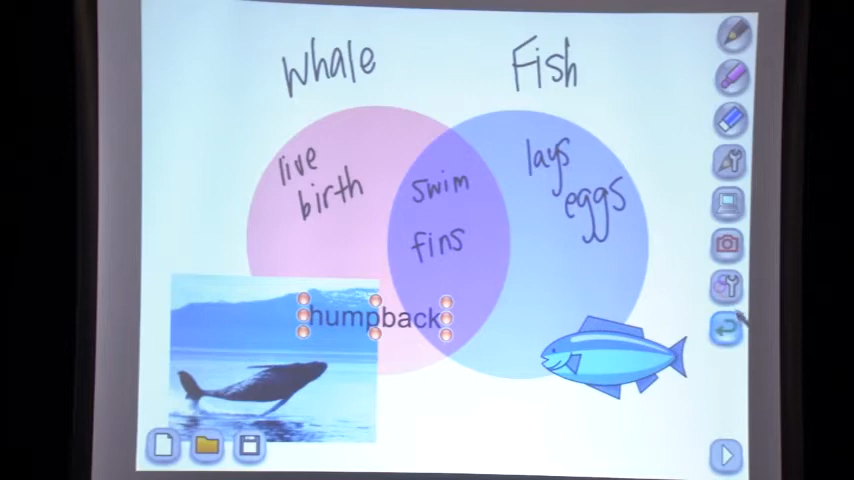 Whale
Fish
live
birth
swim
fins
lays
eggs
humpback